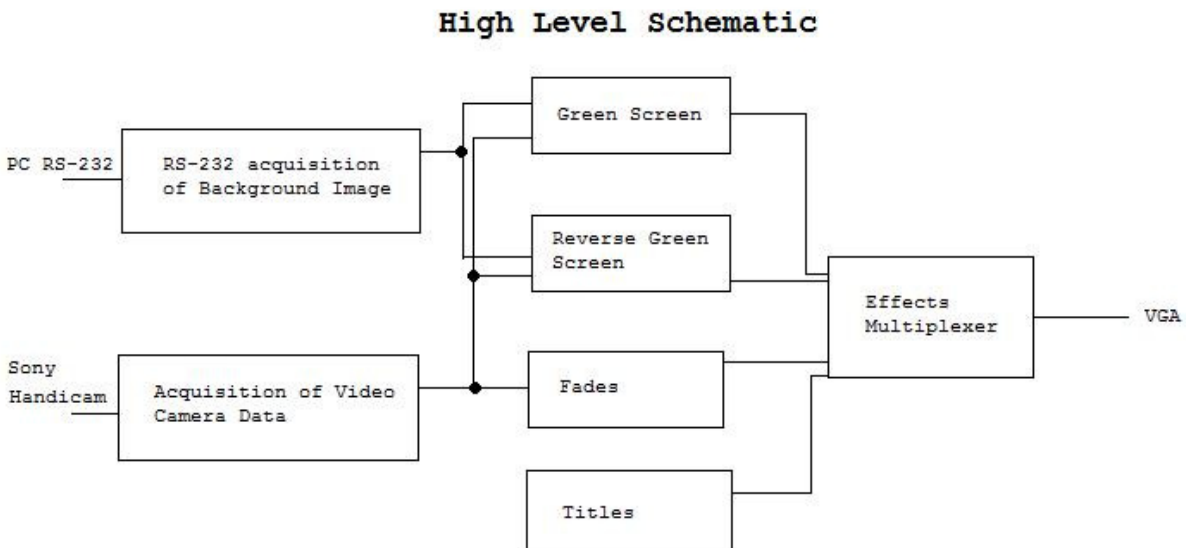 High Level Schematic
PC RS-232
RS-232 acquisition
of Background Image
Sony
Handicam
Acquisition of Video
Camera Data
Green Screen
Reverse Green
Screen
Fades
Titles
Effects
Multiplexer
VGA